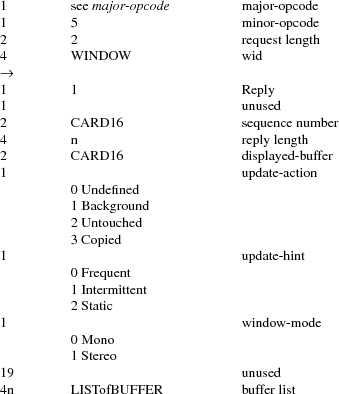 1 see major-opcode major-opcode
1 5 minor-opcode
2 2 request length
4 WINDOW wid
→
1 1 Reply
1 unused
2 CARD16 sequence number
4 n reply length
2 CARD16 displayed-buffer
1 update-action
0 Undefined
1 Background
2 Untouched
3 Copied
1 update-hint
0 Frequent
1 Intermittent
2 Static
1 window-mode
0 Mono
1 Stereo
19 unused
4n LISTofBUFFER buffer list